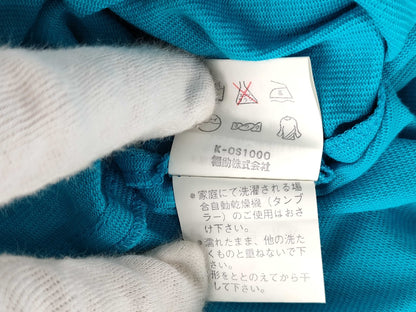 K-OS1000
福助株式会社
●家庭にて洗濯される場
合自動乾燥機（タンブ
ラー）のご使用はおさ
け下さい。
●濡れたまま、他の洗た
くものと重ねないで下
さい。
形をととのえてから干
して下さい。